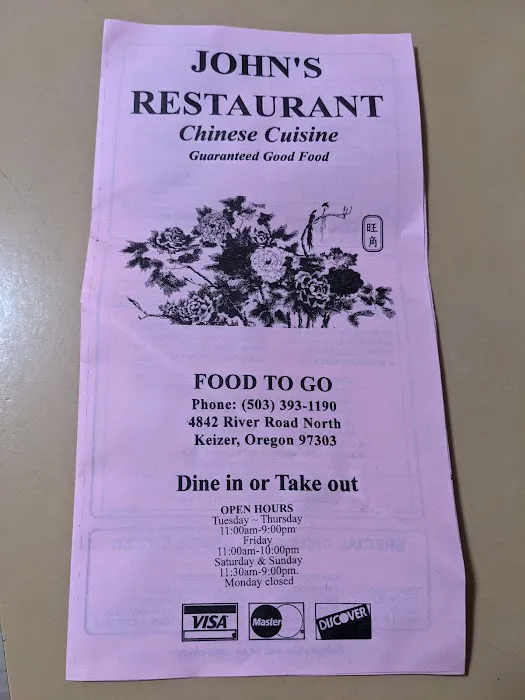 JOHN'S
RESTAURANT
Chinese Cuisine
Guaranteed Good Food
旺
角
FOOD TO GO
Phone: (503) 393-1190
4842 River Road North
Keizer, Oregon 97303
Dine in or Take out
OPEN HOURS
Tuesday ~ Thursday
11:00am-9:00pm
Friday
11:00am-10:00pm
Saturday & Sunday
11:30am-9:00pm.
Monday closed
VISA
Master
DISCOVER